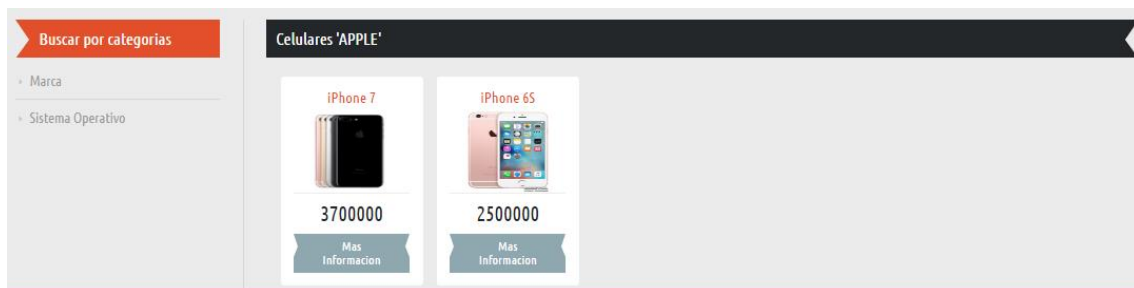 Buscar por categorias
Marca
Sistema Operativo
Celulares 'APPLE'
iPhone 7
3700000
Mas
Informacion
iPhone 6S
2500000
Mas
Informacion